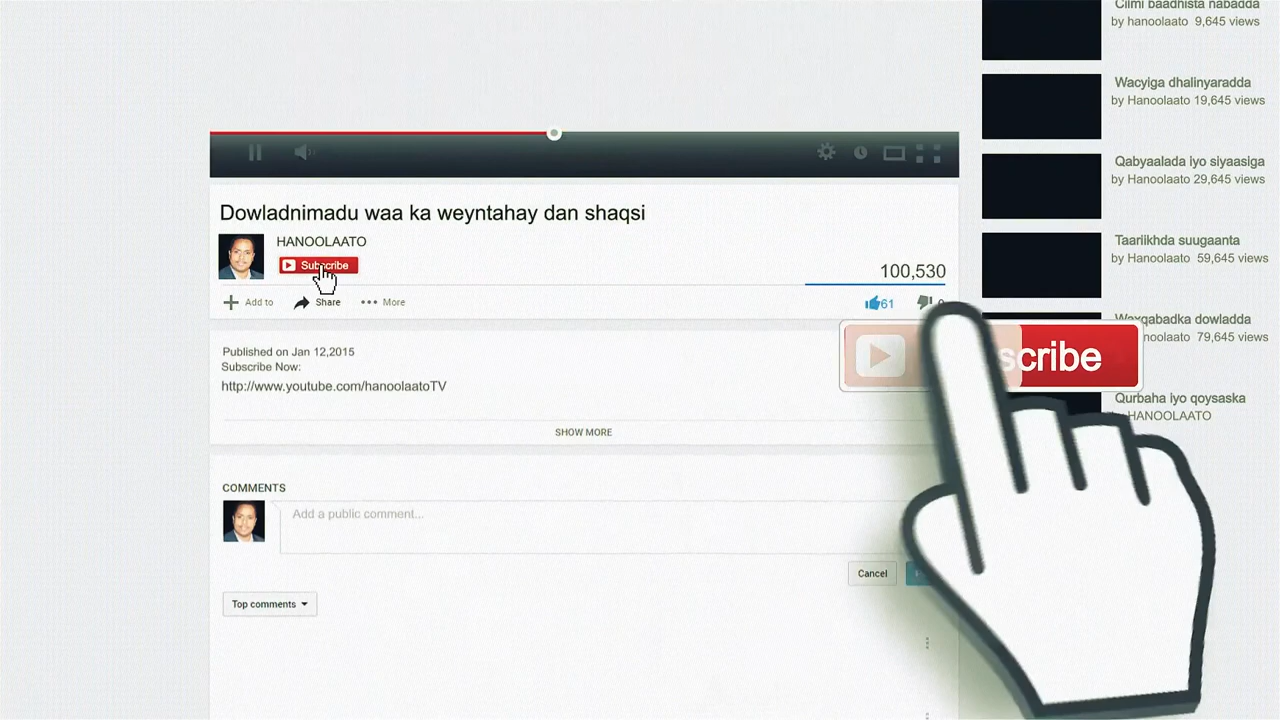 Cilmi baadhista nabadda
by hanoolaato 9,645 views
Wacyiga dhalinyaradda
by Hanoolaato 19,645 views
Qabyaalada iyo siyaasiga
by Hanoolaato 29,645 views
Taariikhda suugaanta
by Hanoolaato 59,645 views
Waxqabadka dowladda
noolaato 79,645 views
Qurbaha iyo qoysaska
HANOOLAATO
Dowladnimadu waa ka weyntahay dan shaqsi
HANOOLAATO
Subscribe
100,530
Add to Share More
61
scribe
Published on Jan 12,2015
Subscribe Now:
http://www.youtube.com/hanoolaatoTV
SHOW MORE
COMMENTS
Add a public comment...
Cancel
Top comments